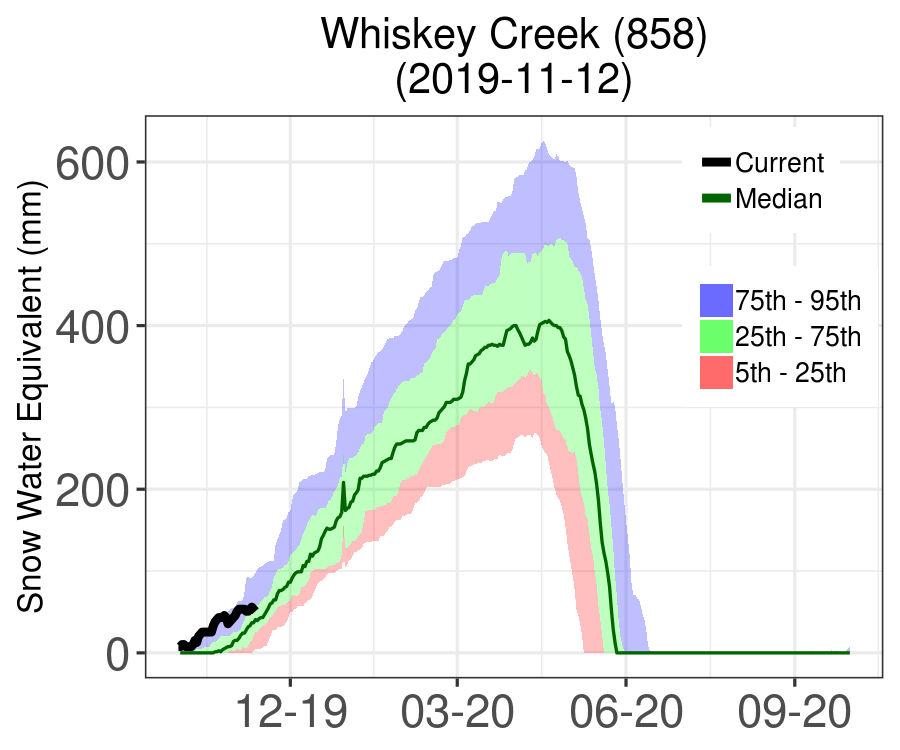 Whiskey Creek (858)
(2019-11-12)
Snow Water Equivalent (mm)
600
400
200
0
12-19 03-20 06-20 09-20
Current
Median
75th - 95th
25th - 75th
5th - 25th